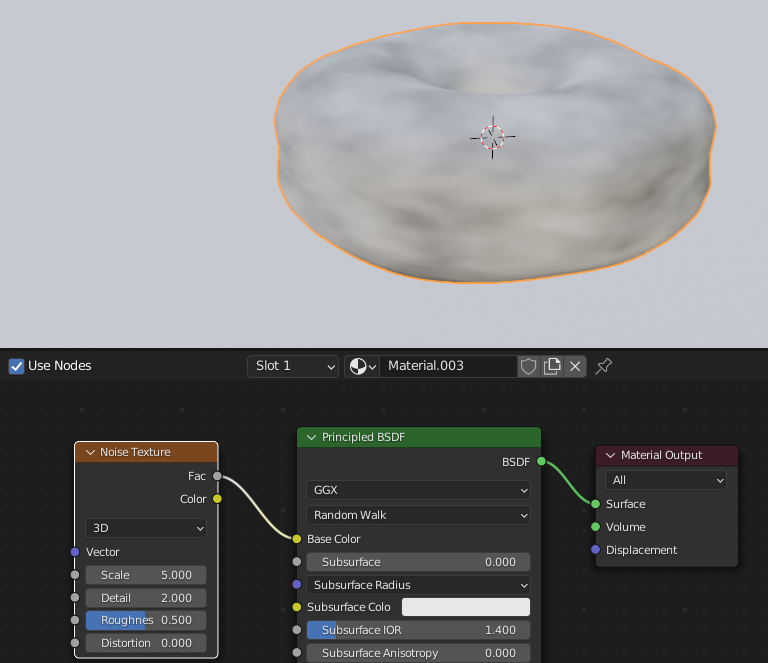 Use Nodes
Slot 1
Material.003
Noise Texture
Fac
Color
3D
Vector
Scale 5.000
Detail 2.000
Roughnes 0.500
Distortion 0.000
Principled BSDF
BSDF
GGX
Random Walk
Base Color
Subsurface 0.000
Subsurface Radius
Subsurface Colo
Subsurface IOR 1.400
Subsurface Anisotropy 0.000
Material Output
All
Surface
Volume
Displacement